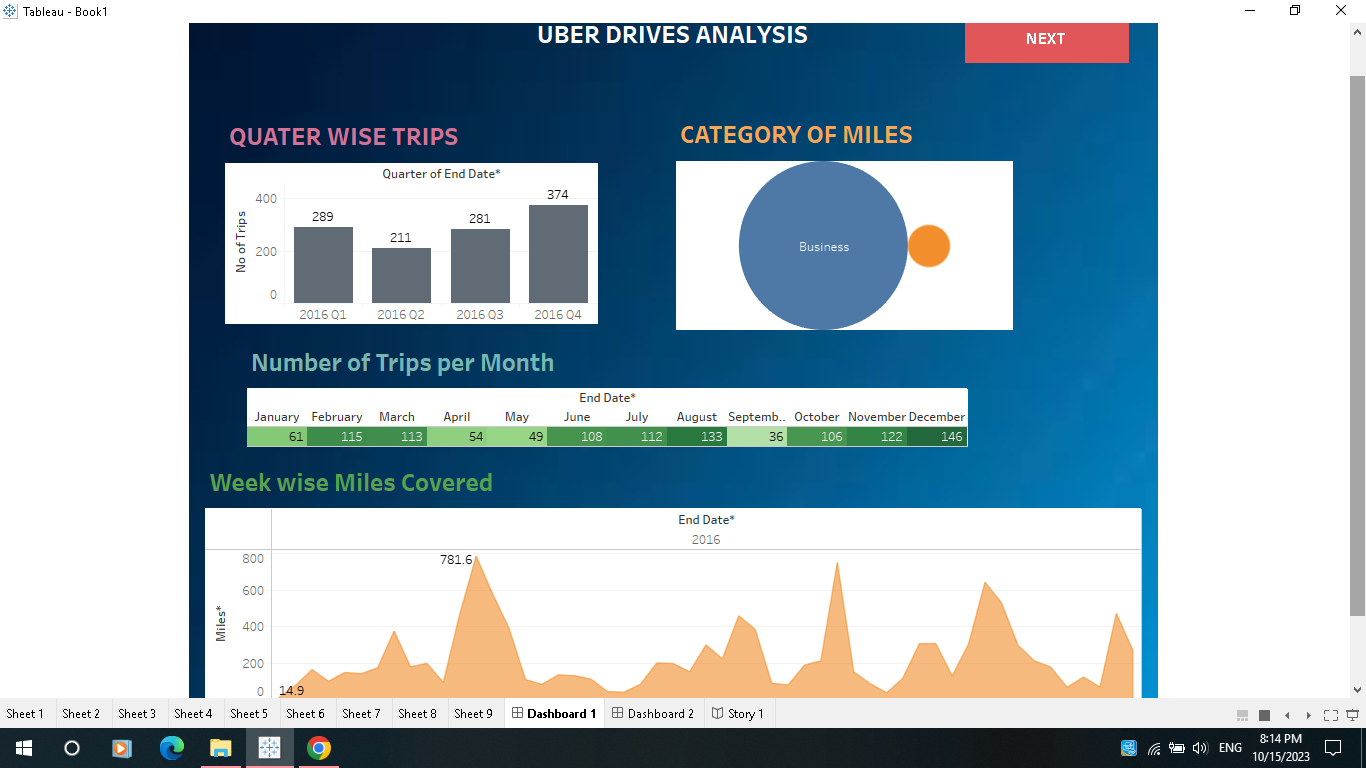 Tableau - Book1
UBER DRIVES ANALYSIS
NEXT
QUATER WISE TRIPS
CATEGORY OF MILES
Quarter of End Date*
No of Trips
400
200
0
289
211
281
374
2016 Q1 2016 Q2 2016 Q3 2016 Q4
Business
Number of Trips per Month
End Date*
January February March April May June July August Septemb.. October November December
61 115 113 54 49 108 112 133 36 106 122 146
Week wise Miles Covered
End Date*
2016
Miles*
800
600
400
200
0
781.6
14.9
Sheet 1 Sheet 2 Sheet 3 Sheet 4 Sheet 5 Sheet 6 Sheet 7 Sheet 8 Sheet 9 Dashboard 1 Dashboard 2 Story 1
ENG
8:14 PM
10/15/2023